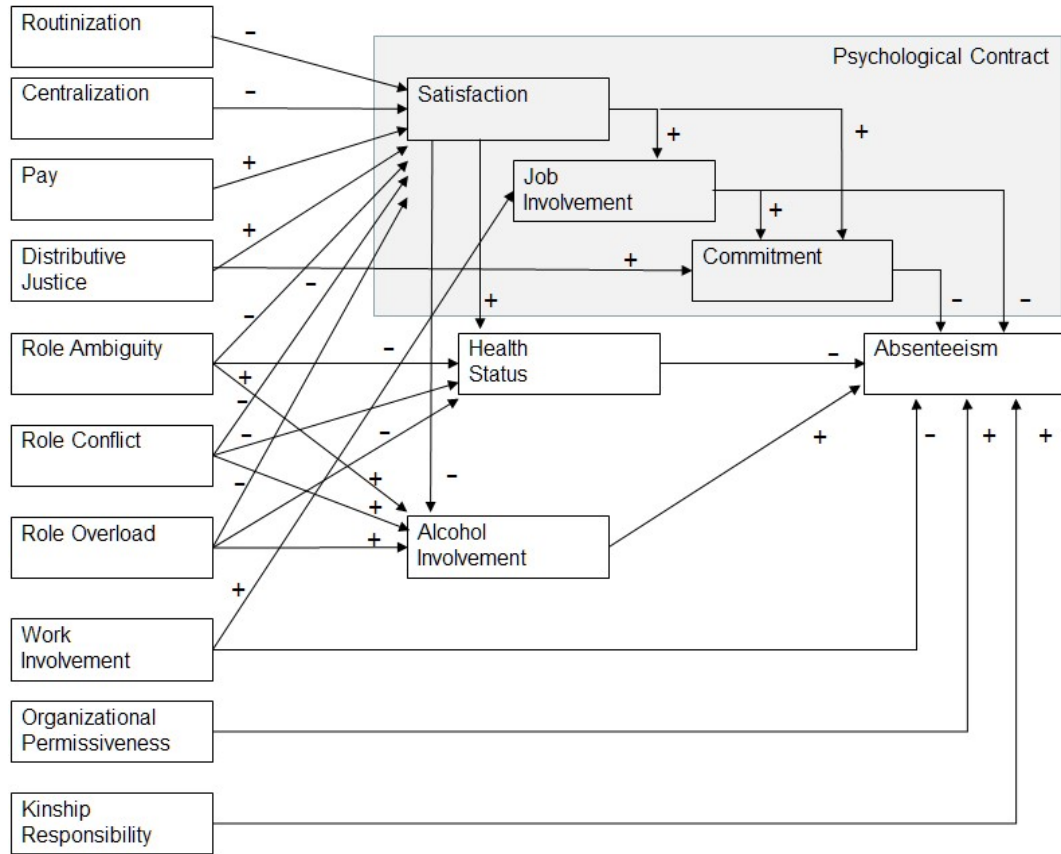 Routinization
Psychological Contract
Centralization
Satisfaction
Pay
Job
Involvement
Distributive
Justice
Commitment
Role Ambiguity
Health
Status
Absenteeism
Role Conflict
Role Overload
Alcohol
Involvement
Work
Involvement
Organizational
Permissiveness
Kinship
Responsibility